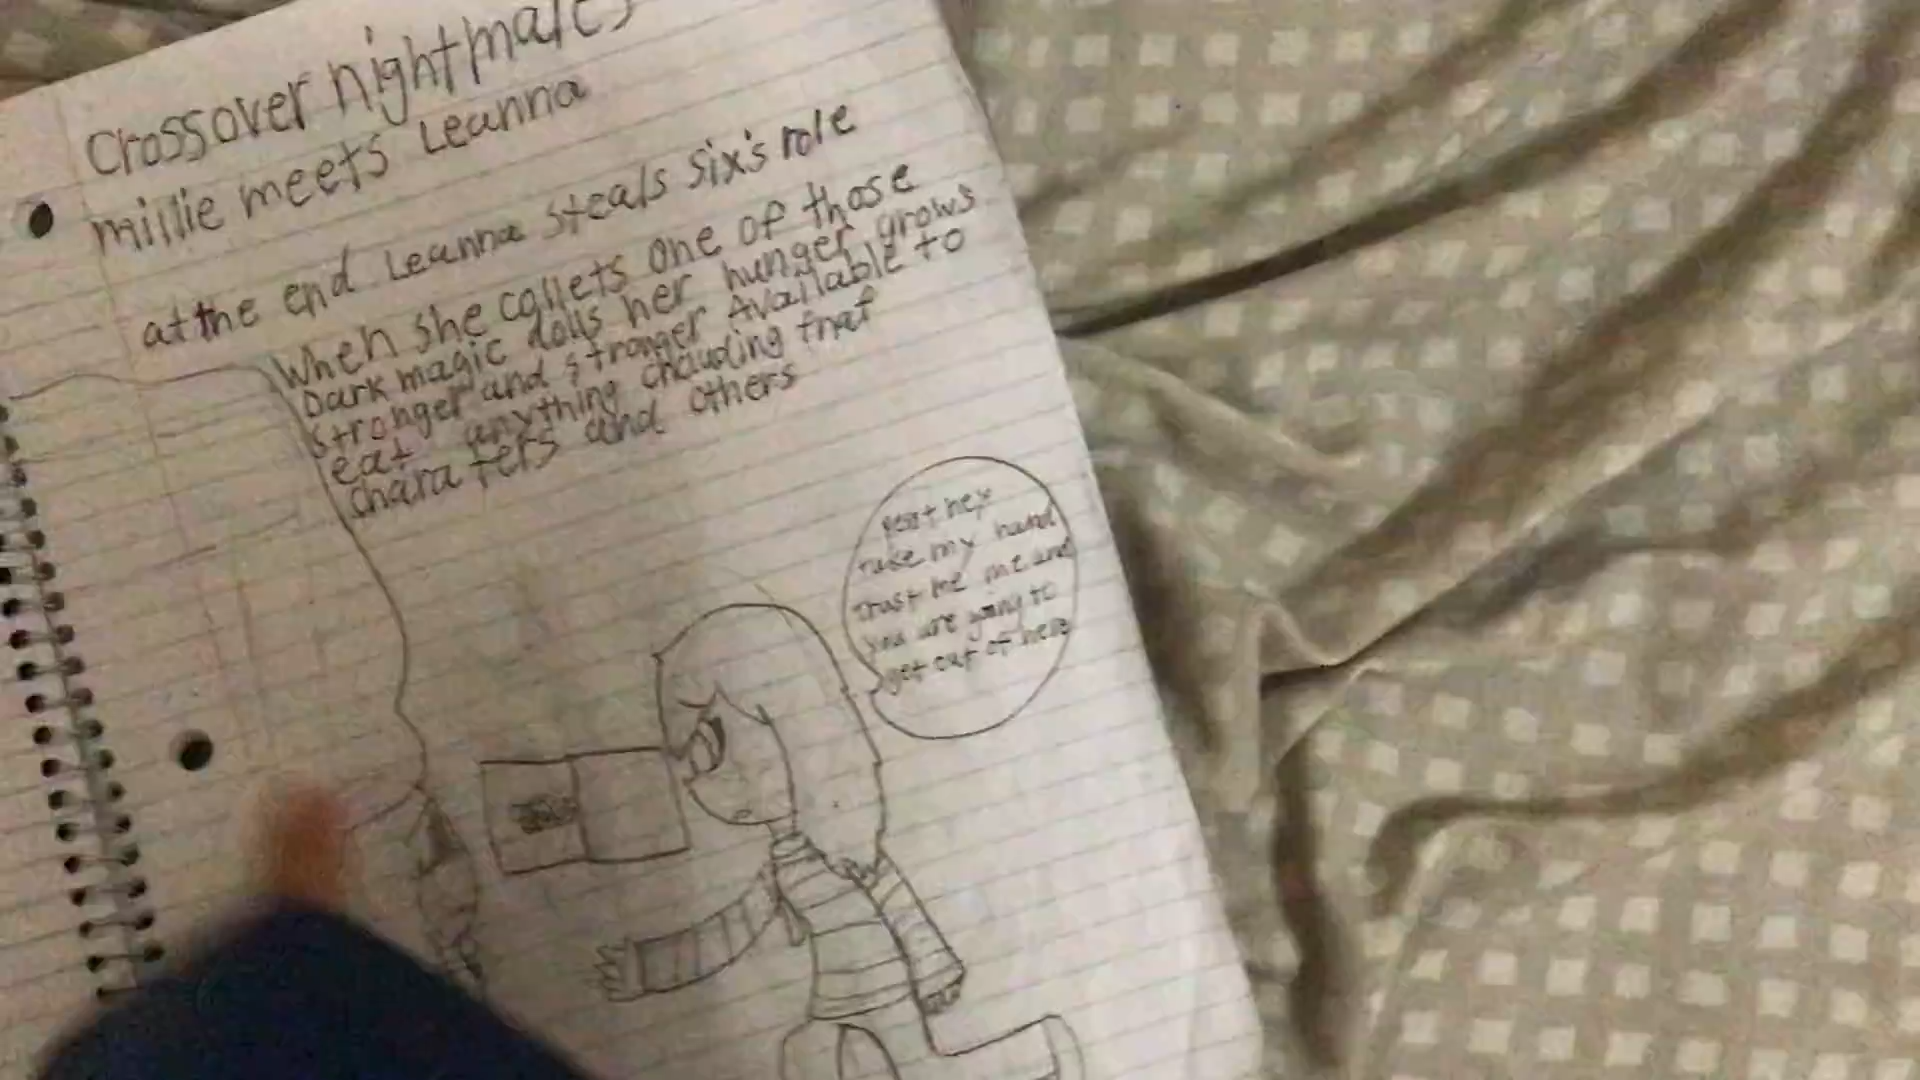 Crossover nightmares
millie meets Leanna
at the end Leanna steals six's role
When she collets one of those
Dark magic dolls her hunger grows
stronger and stronger Available to
eat anything chauding that
charaters and others
hey
take my hand
Trust me me and
you are going to
get out of here